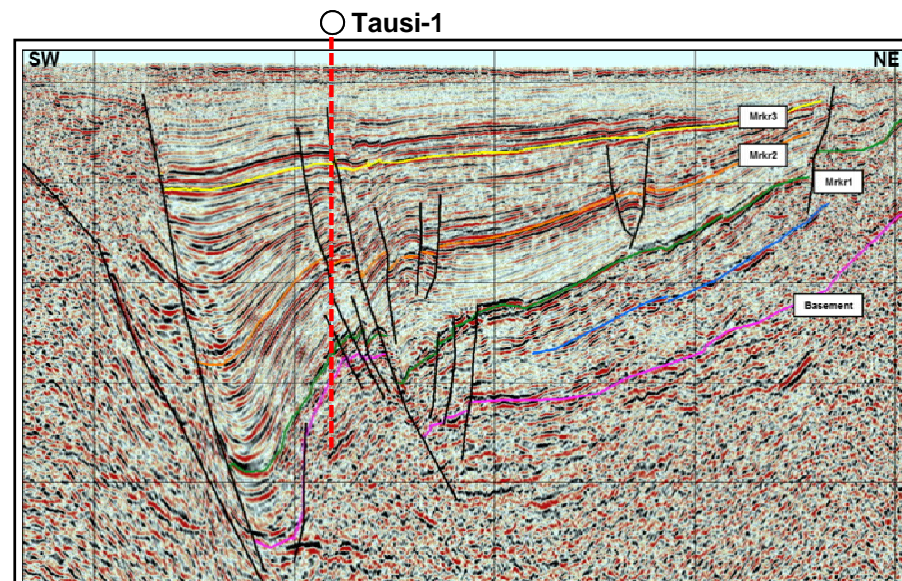 Tausi-1
SW
NE
Mrkr3
Mrkr2
Mrkr1
Basement